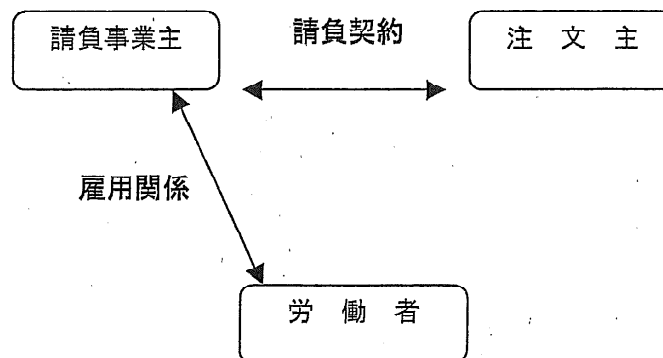 請負事業主
請負契約
注文主
雇用関係
労働者